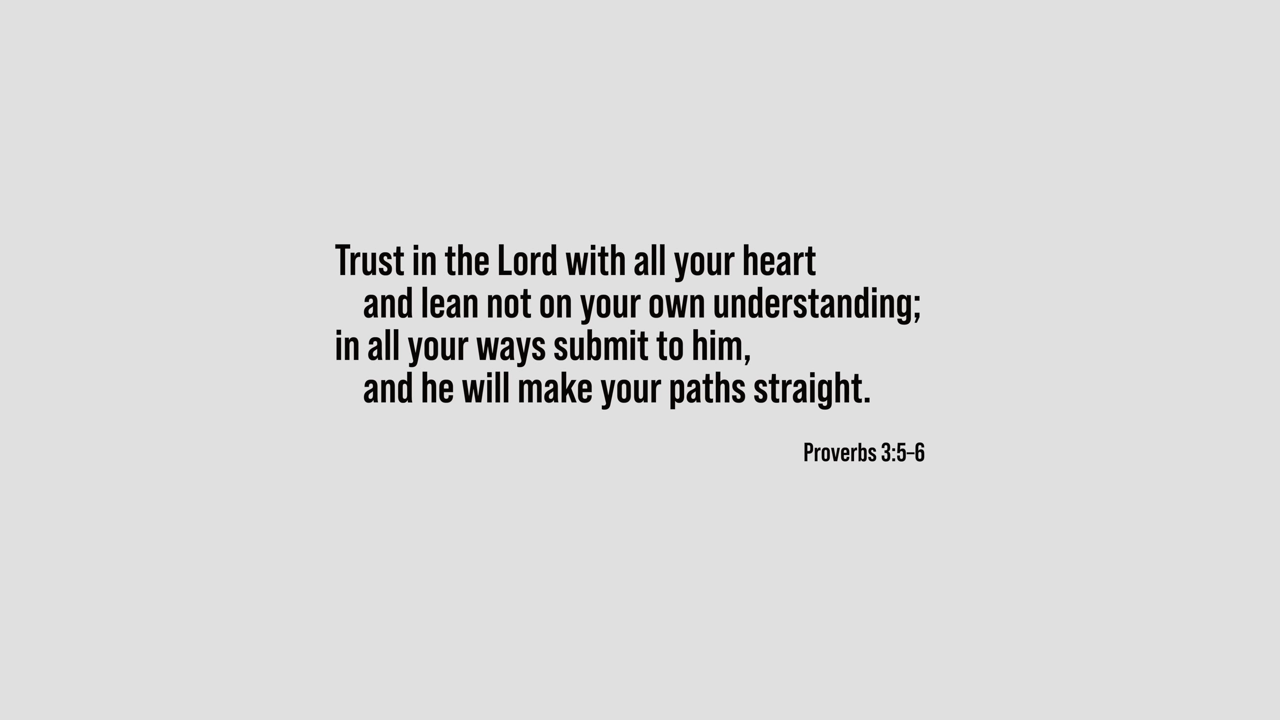 Trust in the Lord with all your heart
and lean not on your own understanding;
in all your ways submit to him,
and he will make your paths straight.
Proverbs 3:5–6